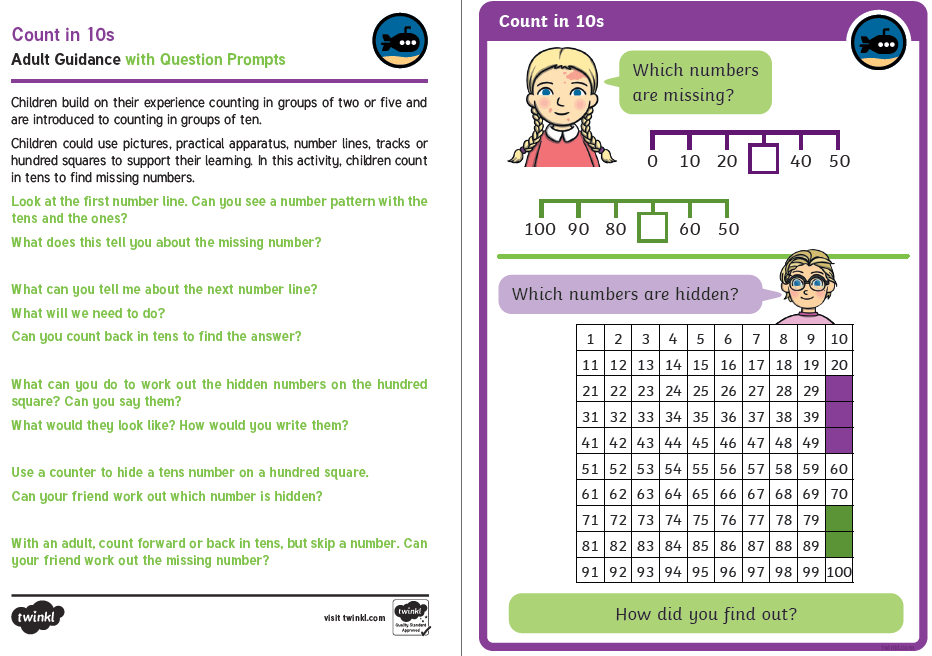 Count in 10s
Adult Guidance with Question Prompts
Children build on their experience counting in groups of two or five and
are introduced to counting in groups of ten.
Children could use pictures, practical apparatus, number lines, tracks or
hundred squares to support their learning. In this activity, children count
in tens to find missing numbers.
Look at the first number line. Can you see a number pattern with the
tens and the ones?
What does this tell you about the missing number?
What can you tell me about the next number line?
What will we need to do?
Can you count back in tens to find the answer?
What can you do to work out the hidden numbers on the hundred
square? Can you say them?
What would they look like? How would you write them?
Use a counter to hide a tens number on a hundred square.
Can your friend work out which number is hidden?
With an adult, count forward or back in tens, but skip a number. Can
your friend work out the missing number?
twinkl
visit twinkl.com
twinkl
Quality Standard
Approved
Count in 10s
Which numbers
are missing?
0 10 20 40 50
100 90 80 60 50
Which numbers are hidden?
1 2 3 4 5 6 7 8 9 10
11 12 13 14 15 16 17 18 19 20
21 22 23 24 25 26 27 28 29
31 32 33 34 35 36 37 38 39
41 42 43 44 45 46 47 48 49
51 52 53 54 55 56 57 58 59 60
61 62 63 64 65 66 67 68 69 70
71 72 73 74 75 76 77 78 79
81 82 83 84 85 86 87 88 89
91 92 93 94 95 96 97 98 99 100
How did you find out?
twinkl.com